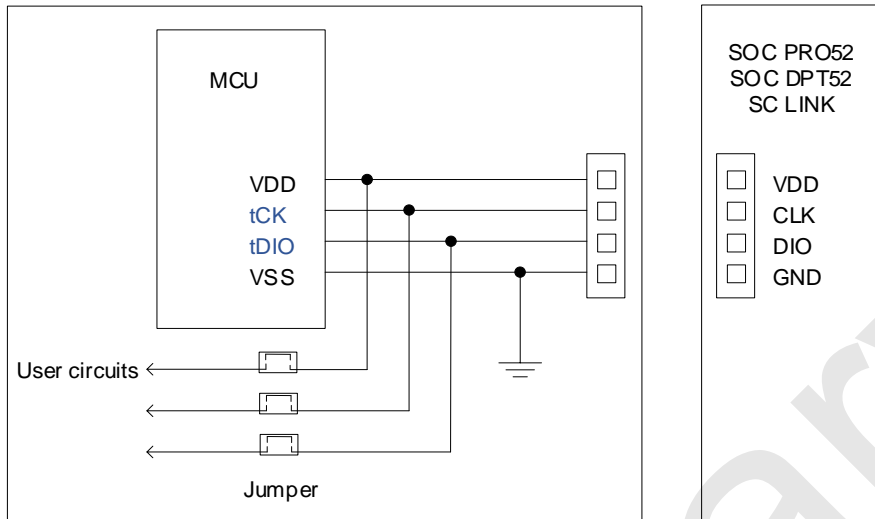 MCU
VDD
tCK
tDIO
VSS
User circuits
Jumper
SOC PRO52
SOC DPT52
SC LINK
VDD
CLK
DIO
GND